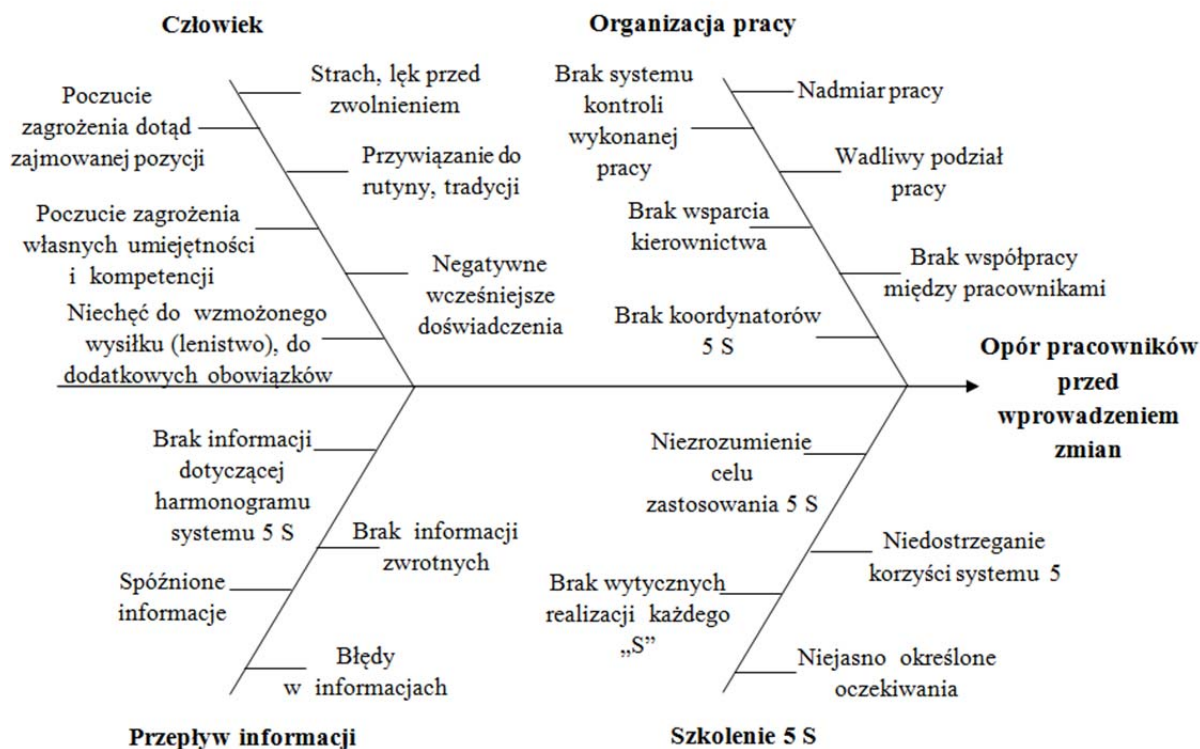 Człowiek
Organizacja pracy
Strach, lęk przed
zwolnieniem
Poczucie
zagrożenia dotąd
zajmowanej pozycji
Przywiązanie do
rutyny, tradycji
Poczucie zagrożenia
własnych umiejętności
i kompetencji
Negatywne
wcześniejsze
doświadczenia
Niechęć do wzmożonego
wysiłku (lenistwo), do
dodatkowych obowiązków
Brak systemu
kontroli
wykonanej
pracy
Nadmiar pracy
Wadliwy podział
pracy
Brak wsparcia
kierownictwa
Brak współpracy
między pracownikami
Brak koordynatorów
5 S
Opór pracowników
przed
wprowadzeniem
zmian
Brak informacji
dotyczącej
harmonogramu
systemu 5 S
Brak informacji
zwrotnych
Spóźnione
informacje
Błędy
w informacjach
Niezrozumienie
celu
zastosowania 5 S
Niedostrzeganie
korzyści systemu 5
Brak wytycznych
realizacji każdego
„S”
Niejasno określone
oczekiwania
Przepływ informacji
Szkolenie 5 S